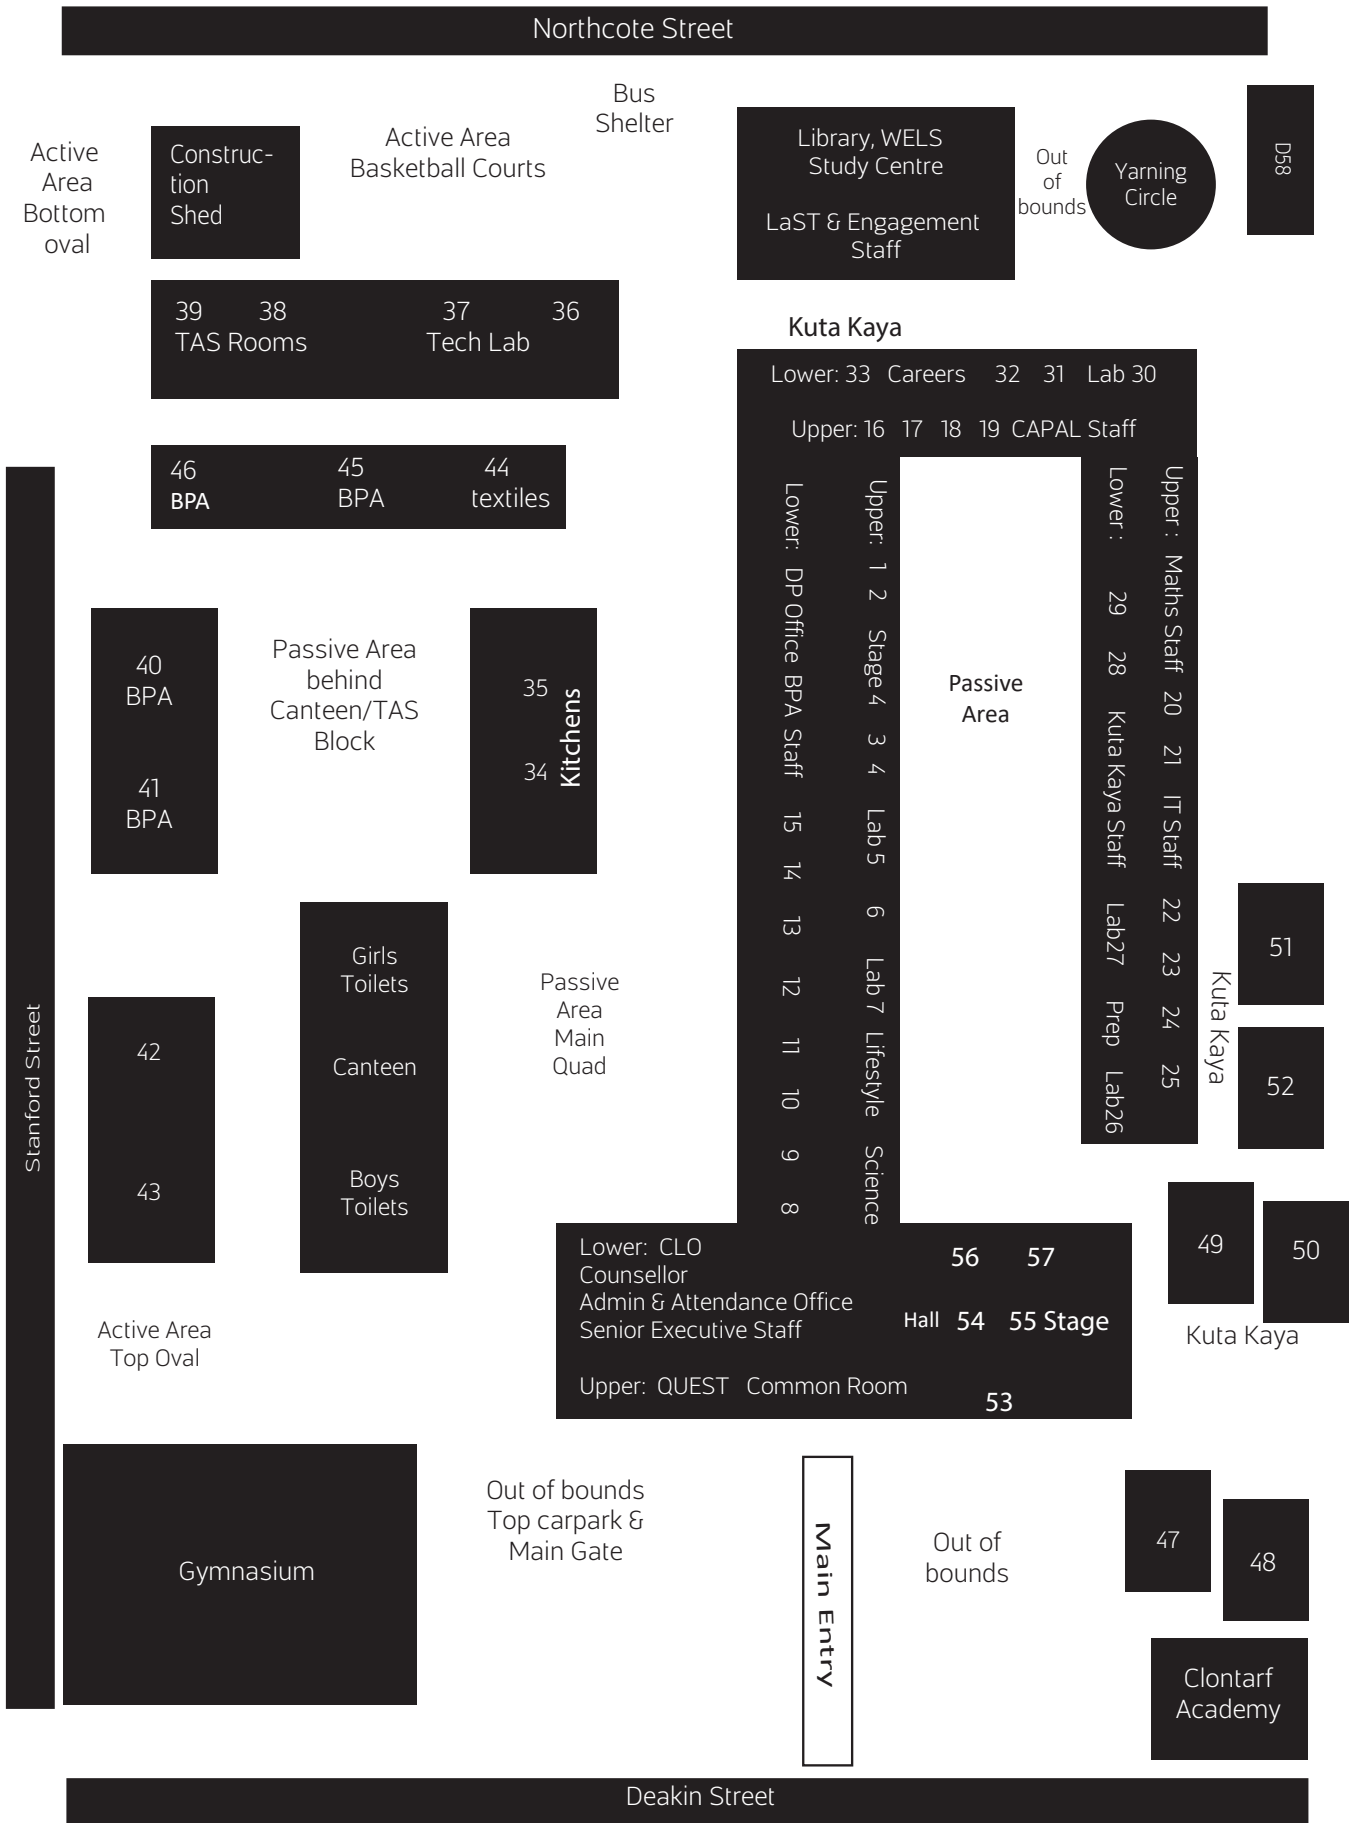 Northcote Street
Bus
Shelter
Active Area
Basketball Courts
Active
Area
Bottom
oval
Construc-
tion
Shed
Library, WELS
Study Centre
LaST & Engagement
Staff
Out
of
bounds
Yarning
Circle
D58
39 38 37 36
TAS Rooms Tech Lab
Kuta Kaya
Lower: 33 Careers 32 31 Lab 30
Upper: 16 17 18 19 CAPAL Staff
46 45 44
BPA BPA textiles
Lower: DP Office BPA Staff 15 14 13 12 11 10 9 8
Upper: 1 2 Stage 4 3 4 Lab 5 6 Lab 7 Lifestyle Science
Passive
Area
Lower : 29 28 Kuta Kaya Staff Lab27 Prep Lab26
Upper : Maths Staff 20 21 IT Staff 22 23 24 25
40
BPA
41
BPA
Passive Area
behind
Canteen/TAS
Block
35
34
Kitchens
Girls
Toilets
Canteen
Boys
Toilets
Passive
Area
Main
Quad
Kuta Kaya
51
52
Stanford Street
42
43
49
50
Kuta Kaya
Lower: CLO
Counsellor
Admin & Attendance Office
Senior Executive Staff
Upper: QUEST Common Room
56 57
Hall 54 55 Stage
53
Active Area
Top Oval
Gymnasium
Out of bounds
Top carpark &
Main Gate
Main Entry
Out of
bounds
47
48
Clontarf
Academy
Deakin Street